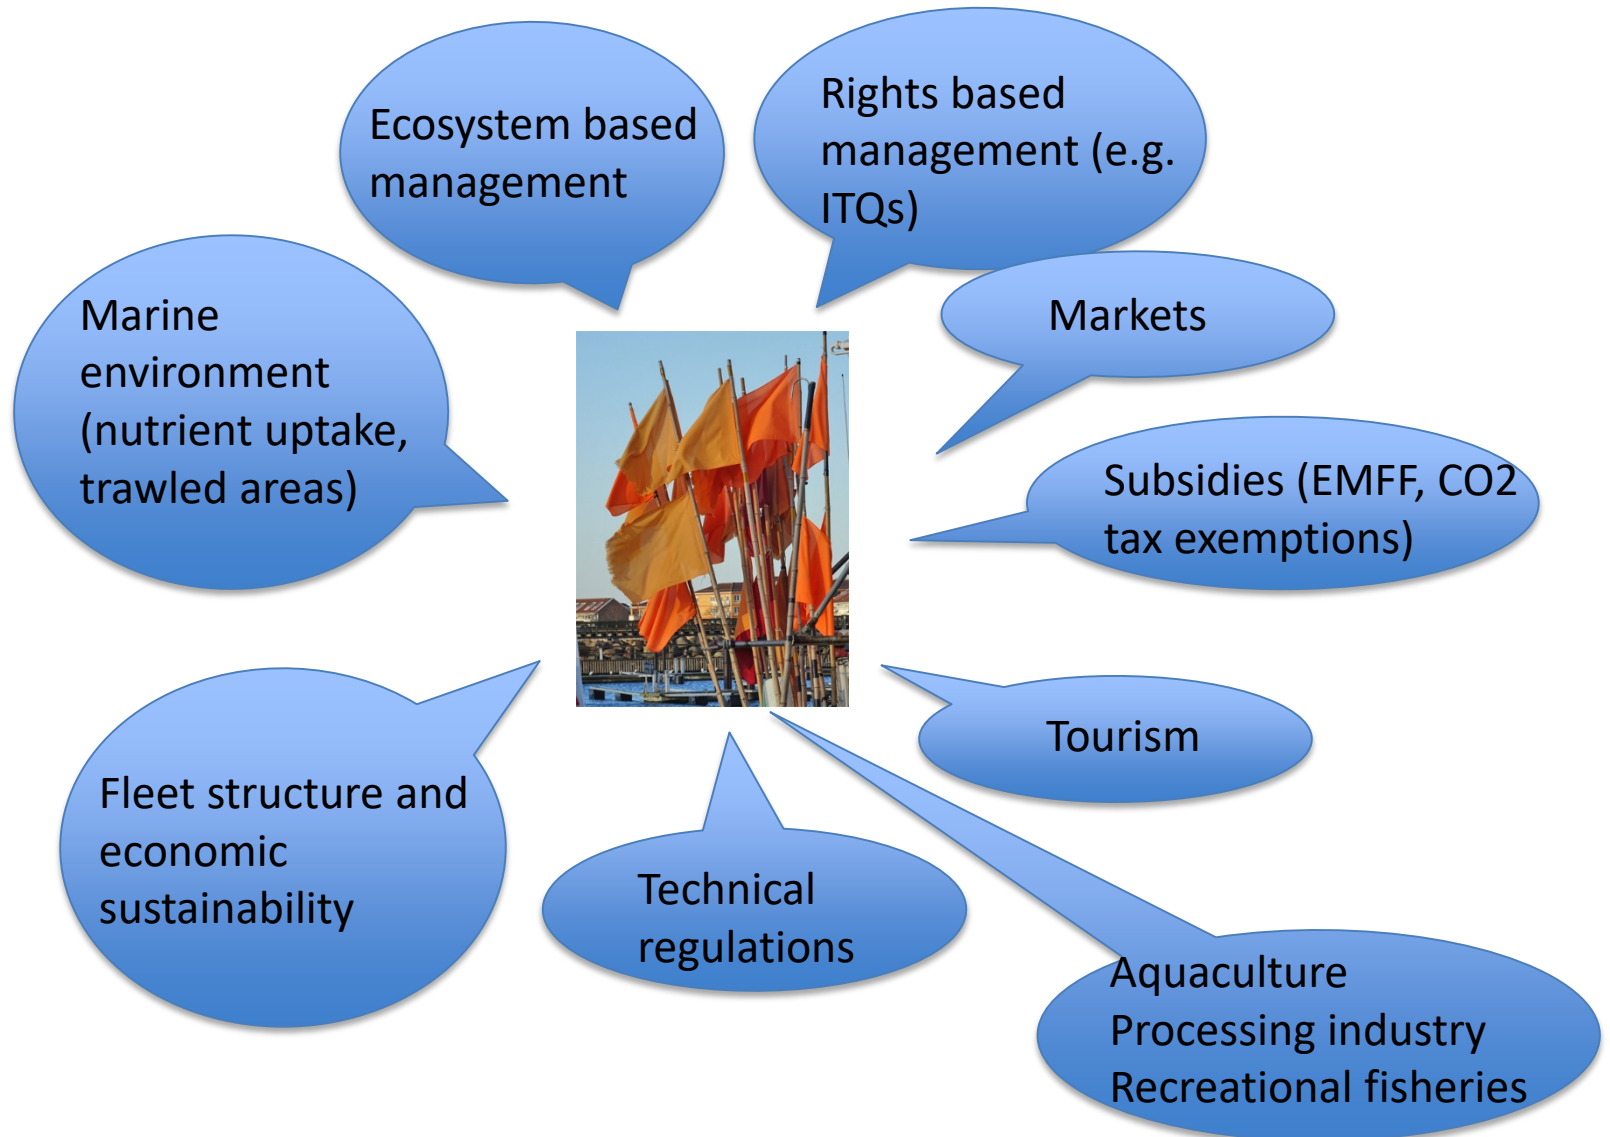 Ecosystem based
management
Rights based
management (e.g.
ITQs)
Markets
Marine
environment
(nutrient uptake,
trawled areas)
Subsidies (EMFF, CO2
tax exemptions)
Tourism
Fleet structure and
economic
sustainability
Technical
regulations
Aquaculture
Processing industry
Recreational fisheries